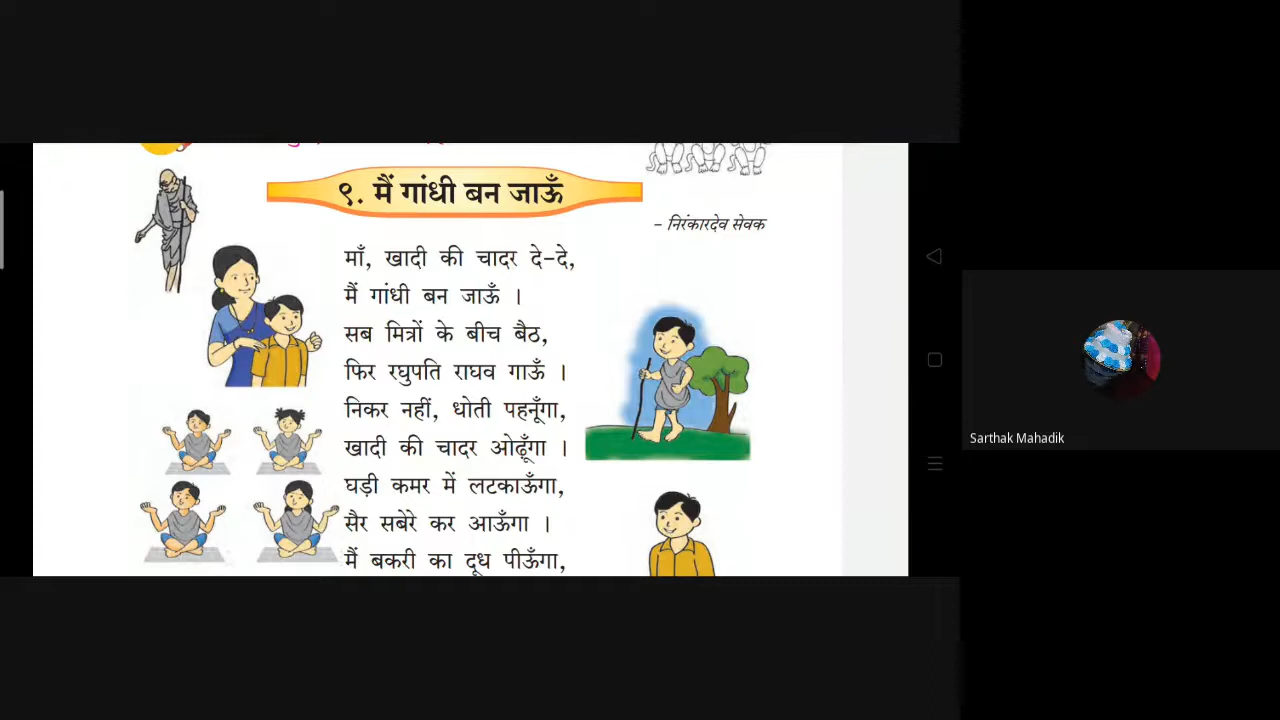 ९. मैं गांधी बन जाऊँ
– निरंकारदेव सेवक
माँ, खादी की चादर दे-दे,
मैं गांधी बन जाऊँ ।
सब मित्रों के बीच बैठ,
फिर रघुपति राघव गाऊँ ।
निकर नहीं, धोती पहनूँगा,
खादी की चादर ओढ़ूँगा ।
घड़ी कमर में लटकाऊँगा,
सैर सबेरे कर आऊँगा ।
मैं बकरी का दूध पीऊँगा,
Sarthak Mahadik